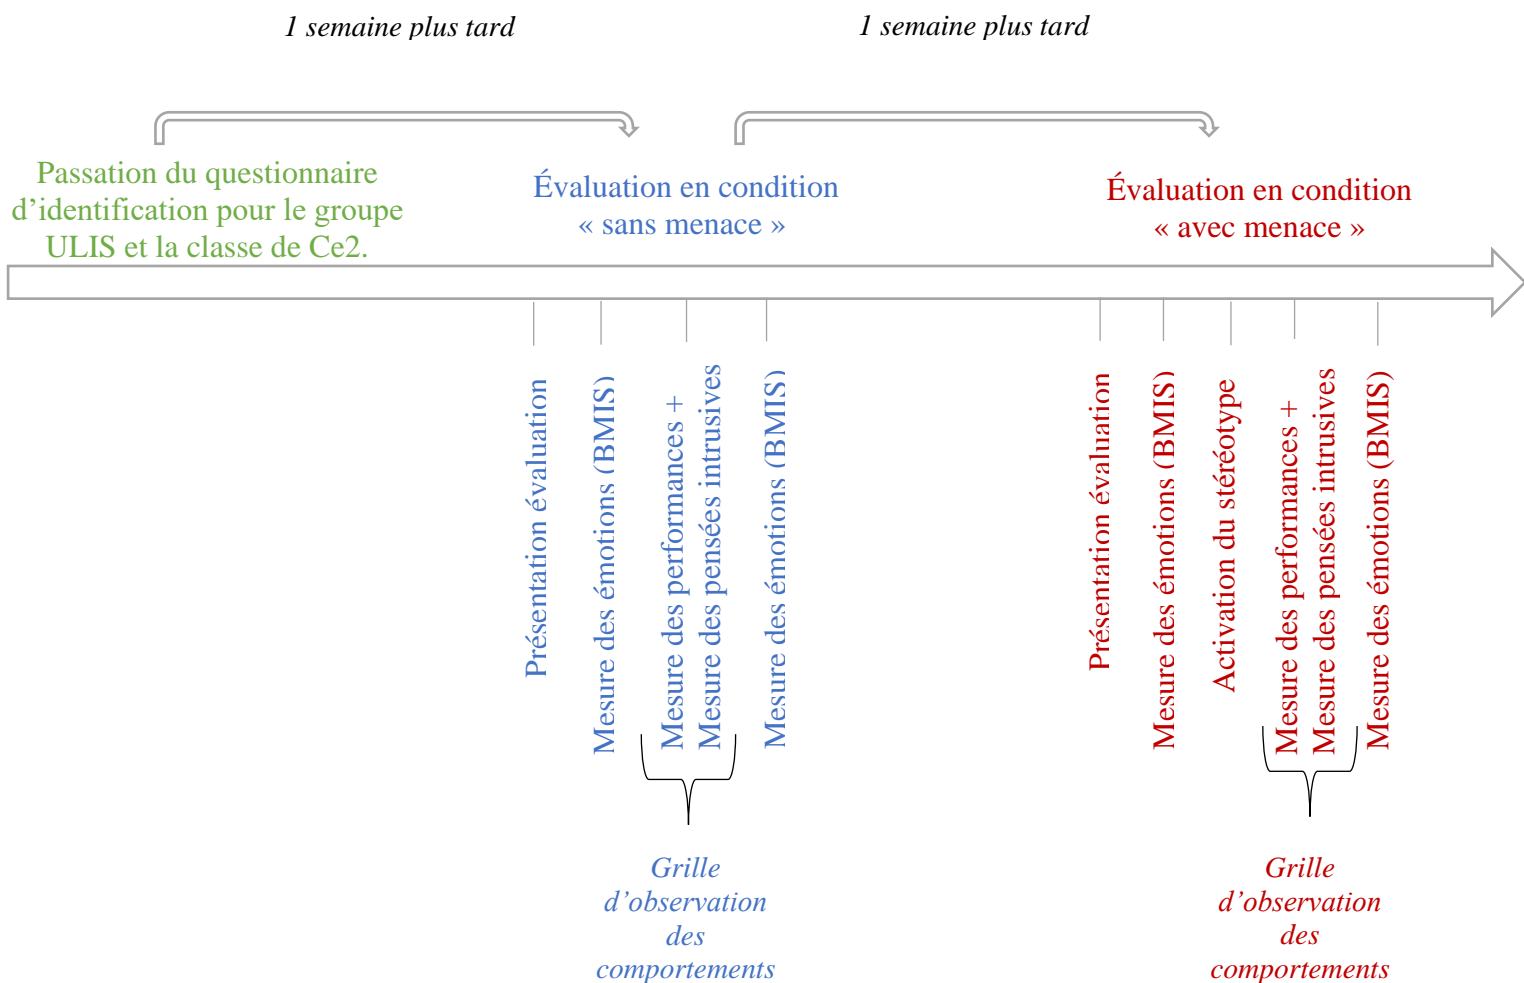 1 semaine plus tard
1 semaine plus tard
Passation du questionnaire
d’identification pour le groupe
ULIS et la classe de Ce2.
Évaluation en condition
« sans menace »
Évaluation en condition
« avec menace »
Présentation évaluation
Mesure des émotions (BMIS)
Mesure des performances +
Mesure des pensées intrusives
Mesure des émotions (BMIS)
Présentation évaluation
Mesure des émotions (BMIS)
Activation du stéréotype
Mesure des performances +
Mesure des pensées intrusives
Mesure des émotions (BMIS)
Grille
d’observation
des
comportements
Grille
d’observation
des
comportements